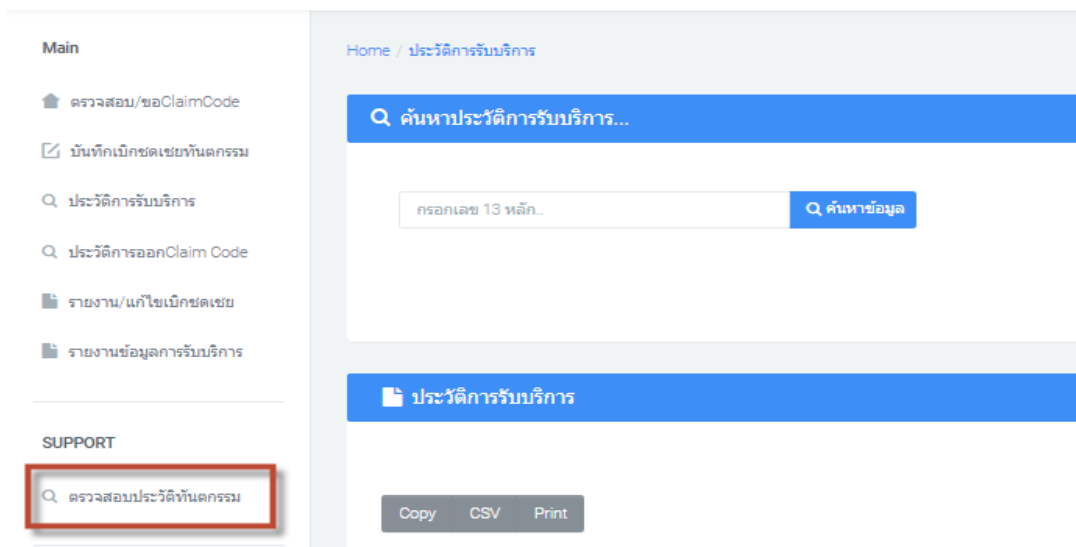 Main
ตรวจสอบ/ขอClaimCode
บันทึกเบิกชดเชยทันตกรรม
ประวัติการรับบริการ
ประวัติการออกClaim Code
รายงาน/แก้ไขเบิกชดเชย
รายงานข้อมูลการรับบริการ
SUPPORT
ตรวจสอบประวัติทันตกรรม
Home / ประวัติการรับบริการ
ค้นหาประวัติการรับบริการ...
กรอกเลข 13 หลัก..
ค้นหาข้อมูล
ประวัติการรับบริการ
Copy CSV Print